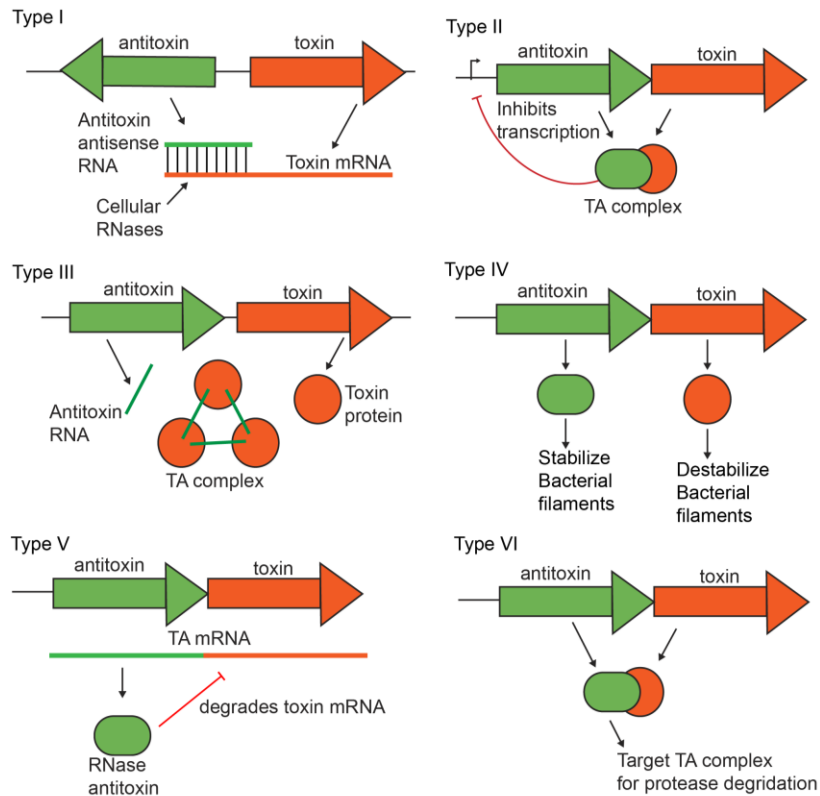 Type I
antitoxin
toxin
Antitoxin
antisense
RNA
Toxin mRNA
Cellular
RNases
Type II
antitoxin
toxin
Inhibits
transcription
TA complex
Type III
antitoxin
toxin
Antitoxin
RNA
TA complex
Toxin
protein
Type IV
antitoxin
toxin
Stabilize
Bacterial
filaments
Destabilize
Bacterial
filaments
Type V
antitoxin
toxin
TA mRNA
degrades toxin mRNA
RNase
antitoxin
Type VI
antitoxin
toxin
Target TA complex
for protease degridation